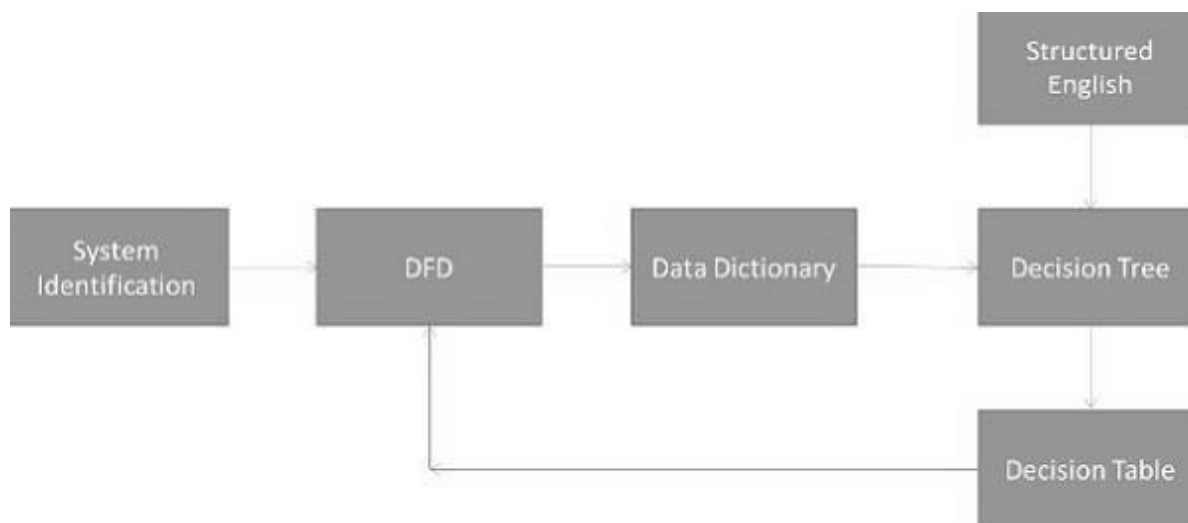 Structured
English
System
Identification
DFD
Data Dictionary
Decision Tree
Decision Table